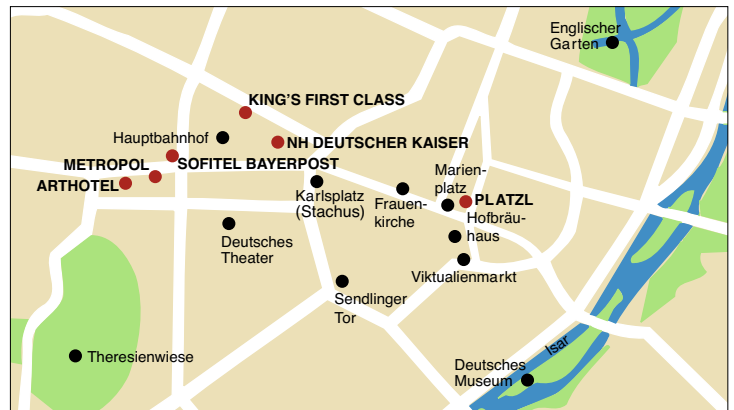 Englischer
Garten
KING'S FIRST CLASS
Hauptbahnhof
NH DEUTSCHER KAISER
METROPOL
SOFITEL BAYERPOST
ARTHOTEL
Karlsplatz
(Stachus)
Frauen-
kirche
Marien-
platz
PLATZL
Hofbräu-
haus
Deutsches
Theater
Viktualienmarkt
Sendlinger
Tor
Theresienwiese
Isar
Deutsches
Museum